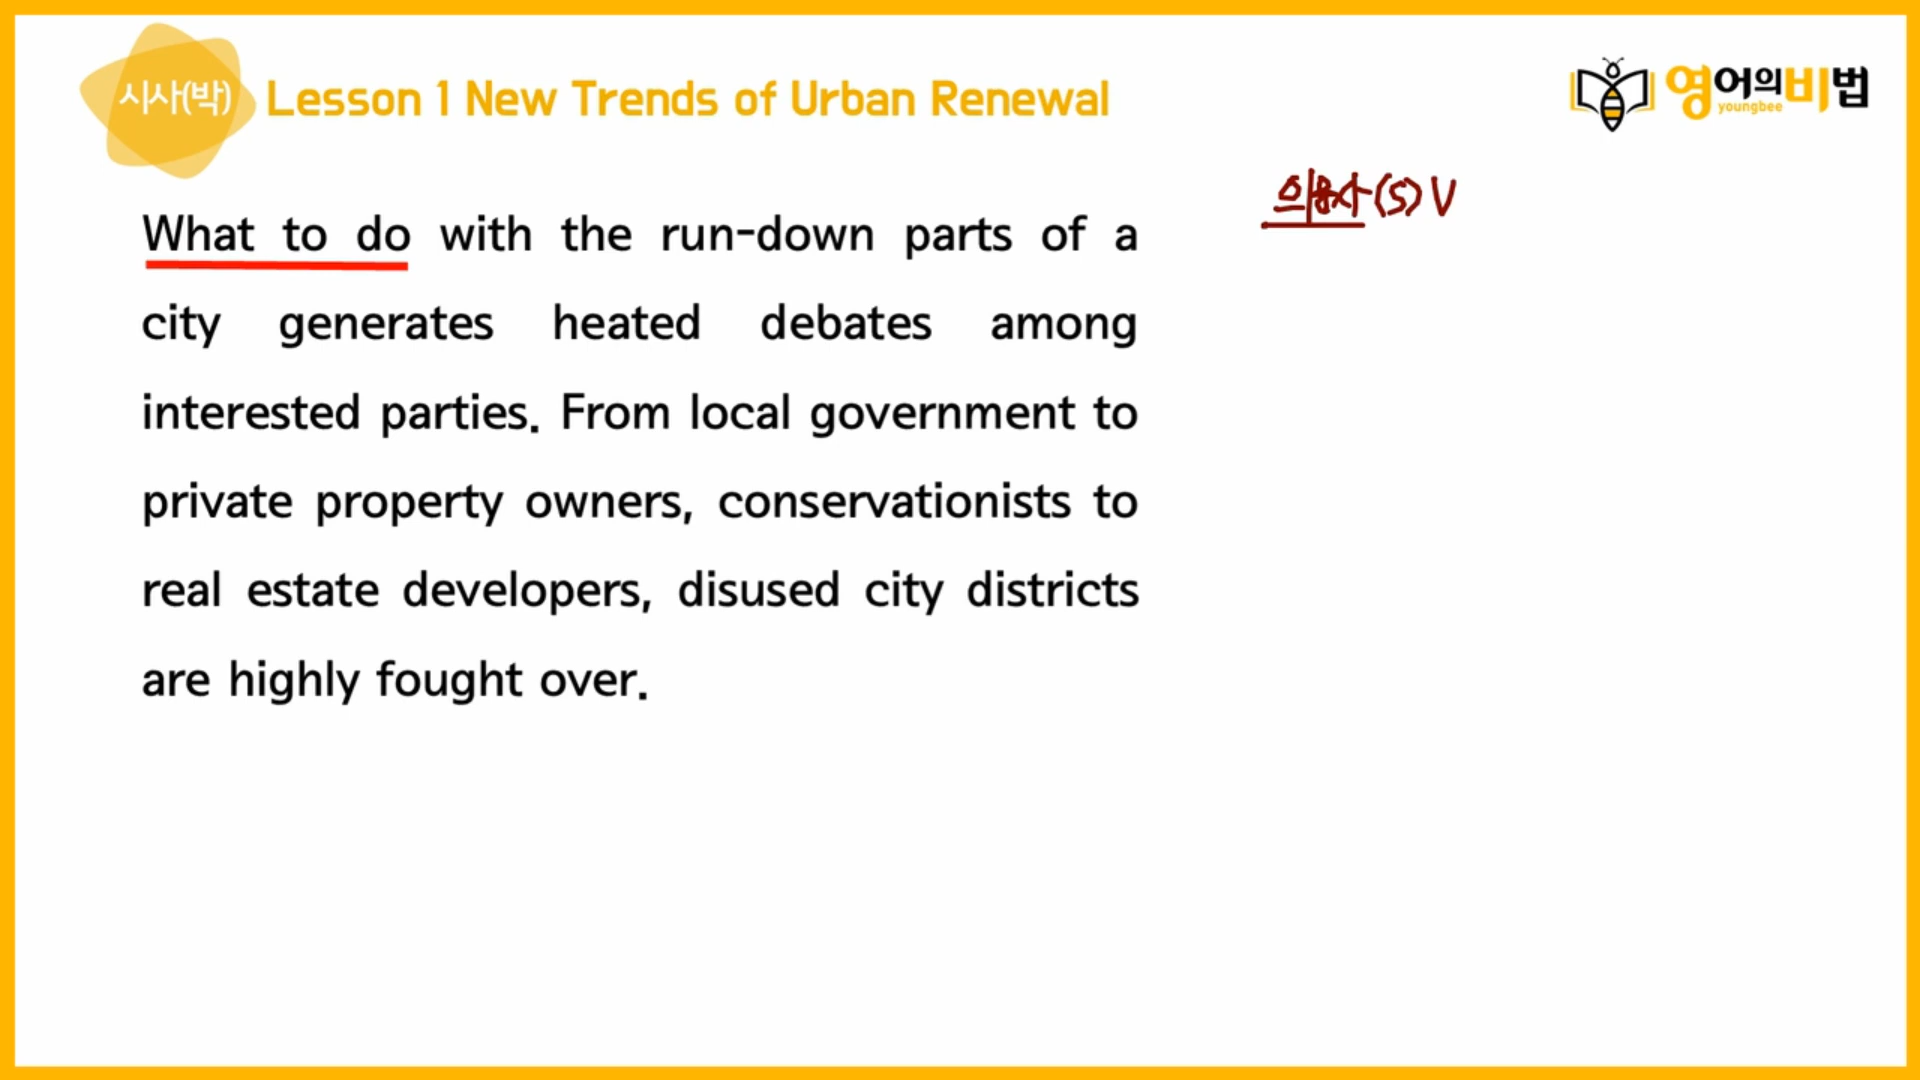 시사(박)
Lesson 1 New Trends of Urban Renewal
영어의비법
youngbee
의문사(S) V
What to do with the run-down parts of a
city generates heated debates among
interested parties. From local government to
private property owners, conservationists to
real estate developers, disused city districts
are highly fought over.